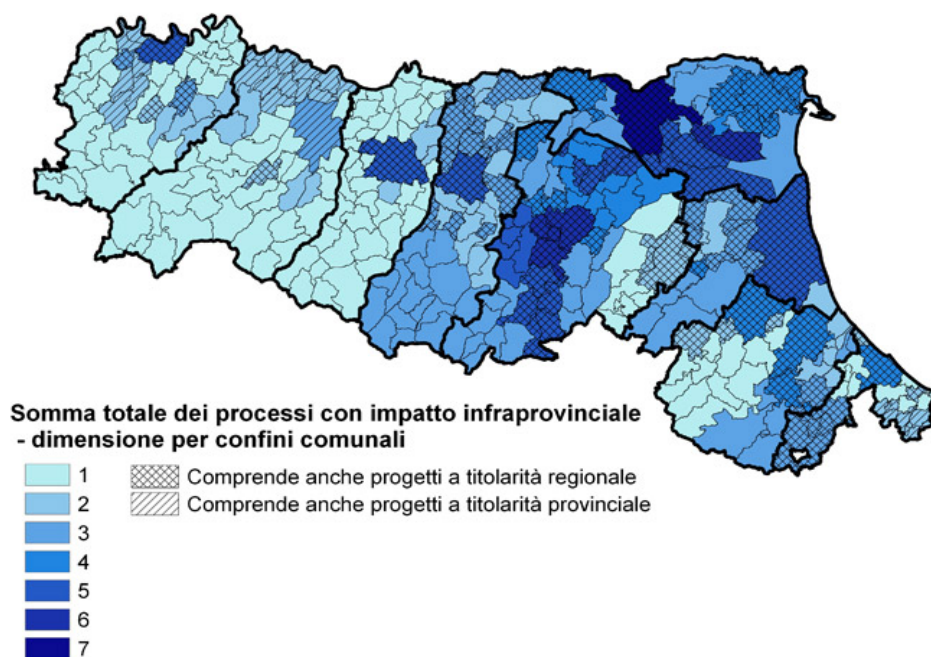 Somma totale dei processi con impatto infraprovinciale
- dimensione per confini comunali
1
2
3
4
5
6
7
Comprende anche progetti a titolarità regionale
Comprende anche progetti a titolarità provinciale